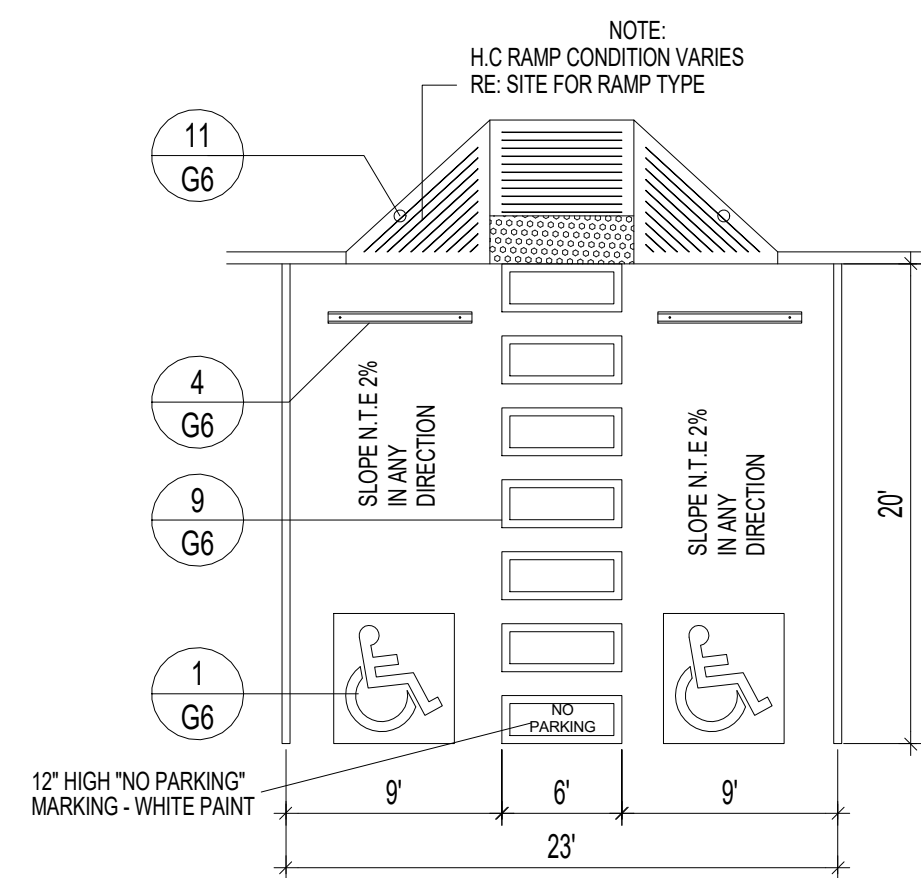 NOTE:
H.C RAMP CONDITION VARIES
RE: SITE FOR RAMP TYPE
11
G6
4
G6
SLOPE N.T.E 2%
IN ANY
DIRECTION
SLOPE N.T.E 2%
IN ANY
DIRECTION
9
G6
20'
1
G6
NO
PARKING
12" HIGH "NO PARKING"
MARKING - WHITE PAINT
9'
6'
9'
23'